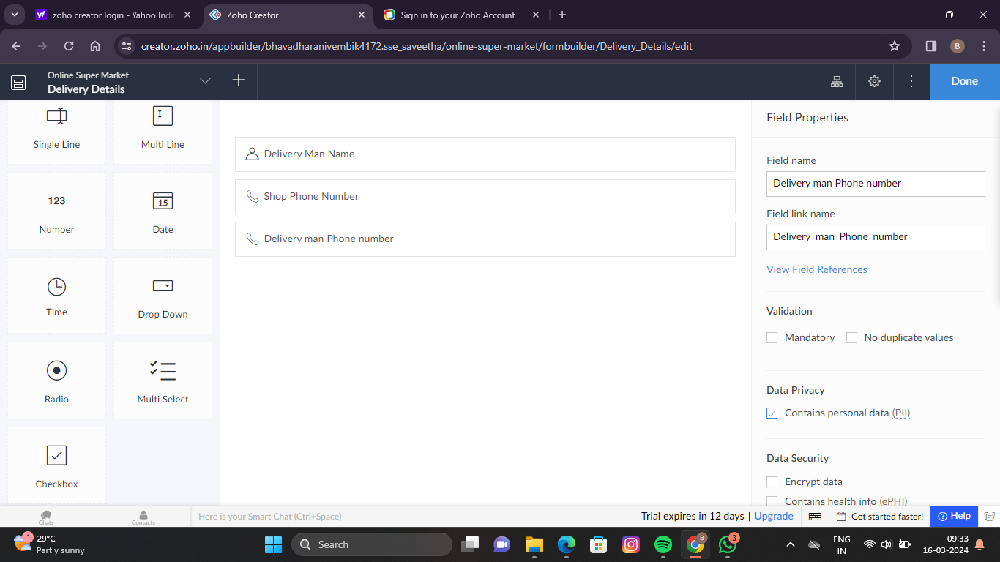 zoho creator login - Yahoo Indi
Zoho Creator
Sign in to your Zoho Account
creator.zoho.in/appbuilder/bhavadharanivembik4172.sse_saveetha/online-super-market/formbuilder/Delivery_Details/edit
B
Online Super Market
Delivery Details
Done
Single Line
Multi Line
123
Number
15
Date
Time
Drop Down
Radio
Multi Select
Checkbox
Delivery Man Name
Shop Phone Number
Delivery man Phone number
Field Properties
Field name
Delivery man Phone number
Field link name
Delivery_man_Phone_number
View Field References
Validation
Mandatory
No duplicate values
Data Privacy
Contains personal data (PII)
Data Security
Encrypt data
Contains health info (ePHI)
Chats
Contacts
Here is your Smart Chat (Ctrl+Space)
Trial expires in 12 days | Upgrade
Get started faster!
Help
1
29°C
Partly sunny
Search
B
3
ENG
IN
09:33
16-03-2024